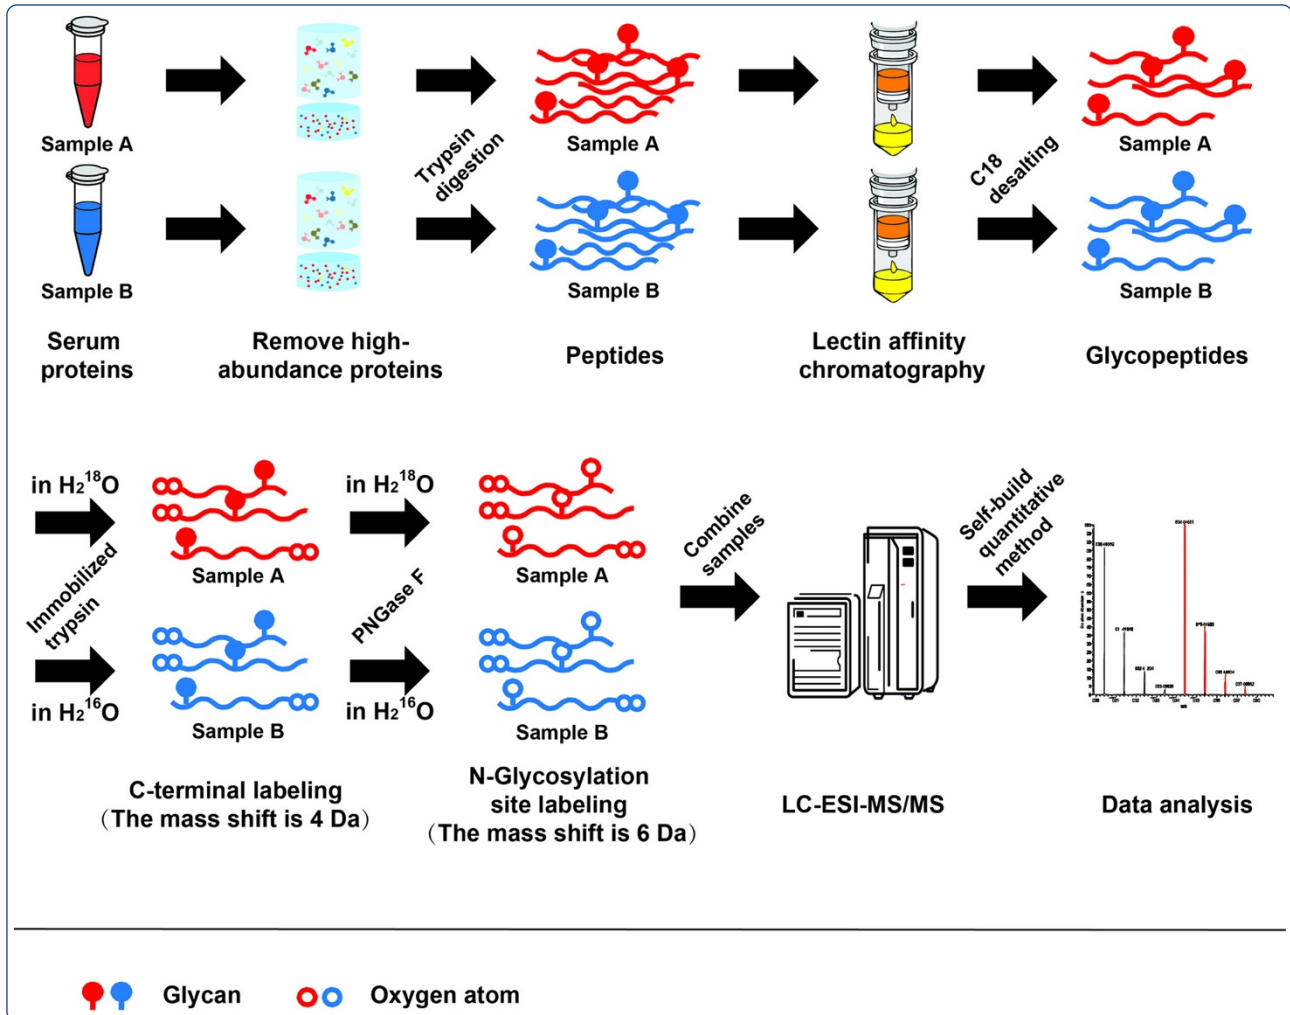 Sample A
Sample B
Serum
proteins
Remove high-
abundance proteins
Trypsin
digestion
Sample A
Sample B
Peptides
Lectin affinity
chromatography
C18
desalting
Sample A
Sample B
Glycopeptides
in H₂¹⁸O
Immobilized
trypsin
in H₂¹⁶O
Sample A
Sample B
C-terminal labeling
(The mass shift is 4 Da)
in H₂¹⁸O
PNGase F
in H₂¹⁶O
Sample A
Sample B
N-Glycosylation
site labeling
(The mass shift is 6 Da)
Combine
samples
LC-ESI-MS/MS
Self-build
quantitative
method
Data analysis
Glycan
Oxygen atom